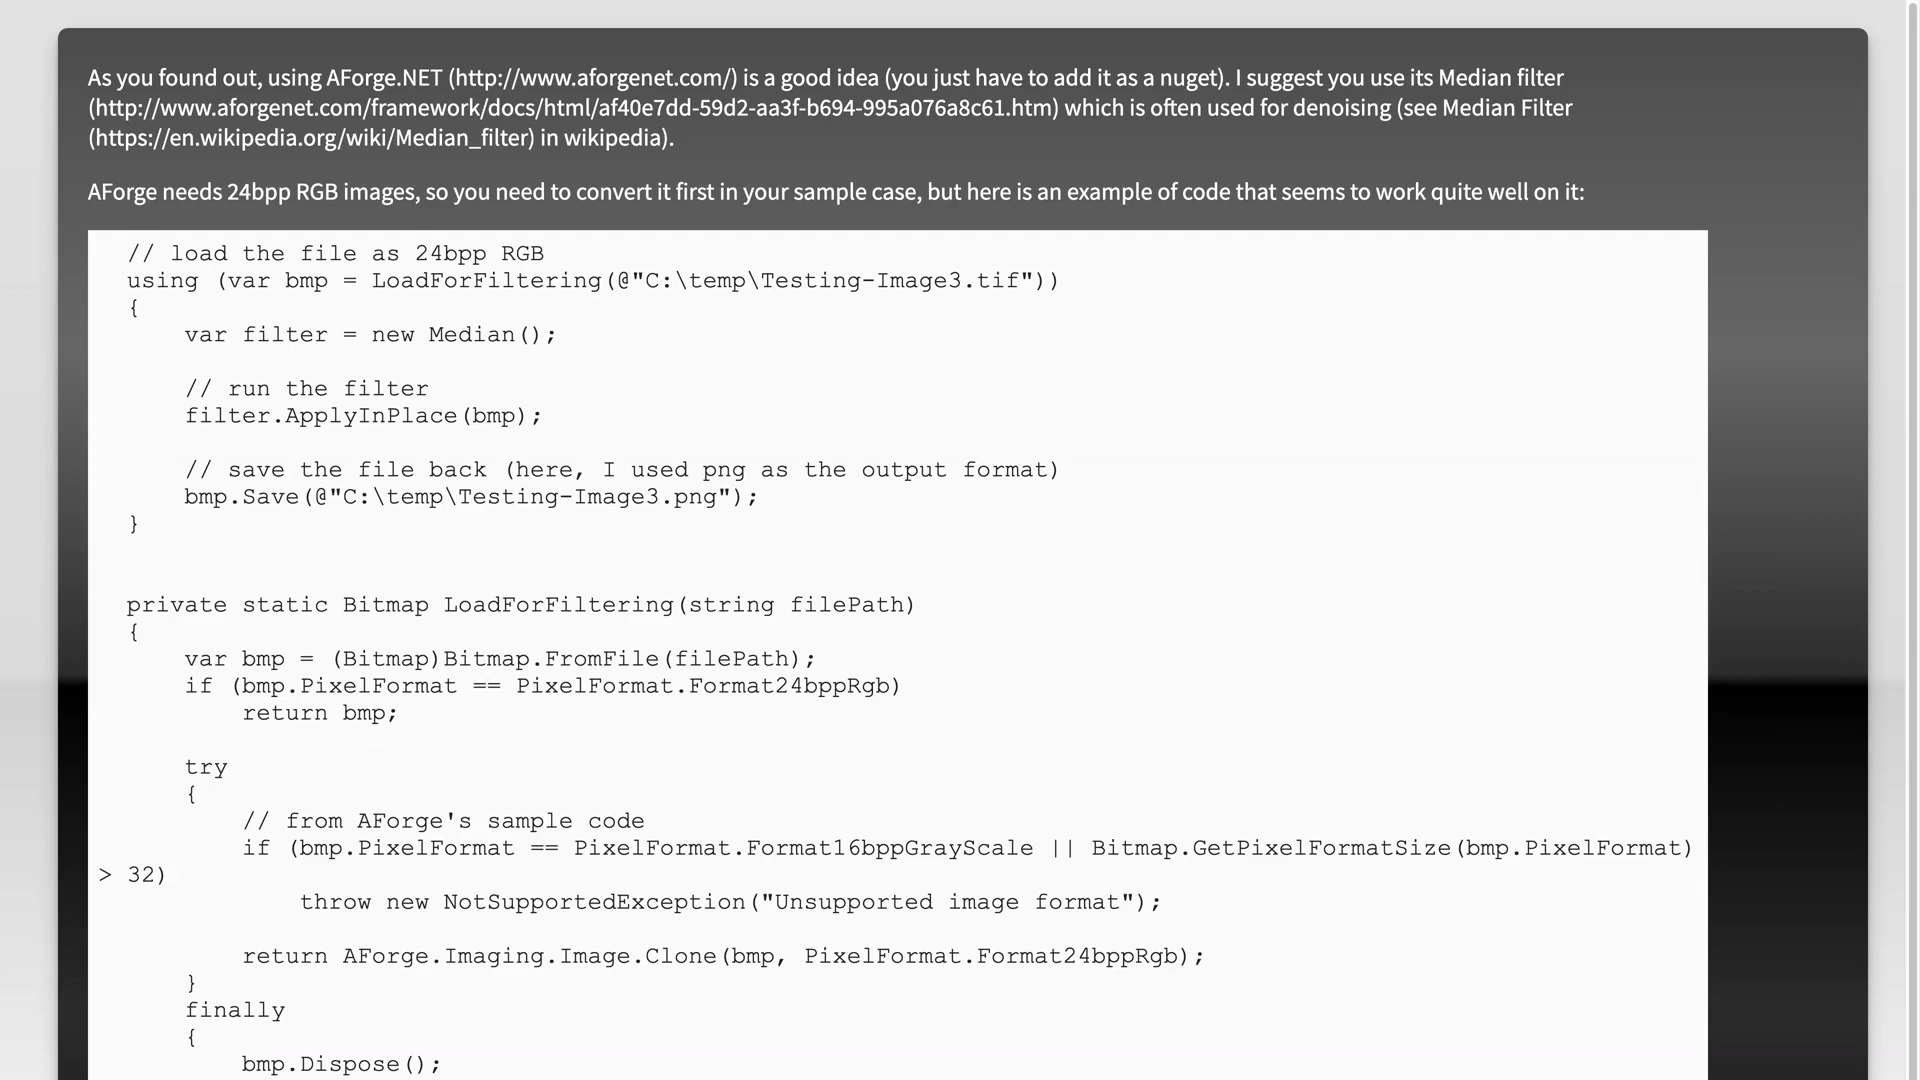 As you found out, using AForge.NET (http://www.aforgenet.com/) is a good idea (you just have to add it as a nuget). I suggest you use its Median filter
(http://www.aforgenet.com/framework/docs/html/af40e7dd-59d2-aa3f-b694-995a076a8c61.htm) which is often used for denoising (see Median Filter
(https://en.wikipedia.org/wiki/Median_filter) in wikipedia).
AForge needs 24bpp RGB images, so you need to convert it first in your sample case, but here is an example of code that seems to work quite well on it:
// load the file as 24bpp RGB
using (var bmp = LoadForFiltering(@"C:\temp\Testing-Image3.tif"))
{
var filter = new Median();
// run the filter
filter.ApplyInPlace(bmp);
// save the file back (here, I used png as the output format)
bmp.Save(@"C:\temp\Testing-Image3.png");
}
private static Bitmap LoadForFiltering(string filePath)
{
var bmp = (Bitmap)Bitmap.FromFile(filePath);
if (bmp.PixelFormat == PixelFormat.Format24bppRgb)
return bmp;
try
{
// from AForge's sample code
if (bmp.PixelFormat == PixelFormat.Format16bppGrayScale || Bitmap.GetPixelFormatSize(bmp.PixelFormat)
> 32)
throw new NotSupportedException("Unsupported image format");
return AForge.Imaging.Image.Clone(bmp, PixelFormat.Format24bppRgb);
}
finally
{
bmp.Dispose();